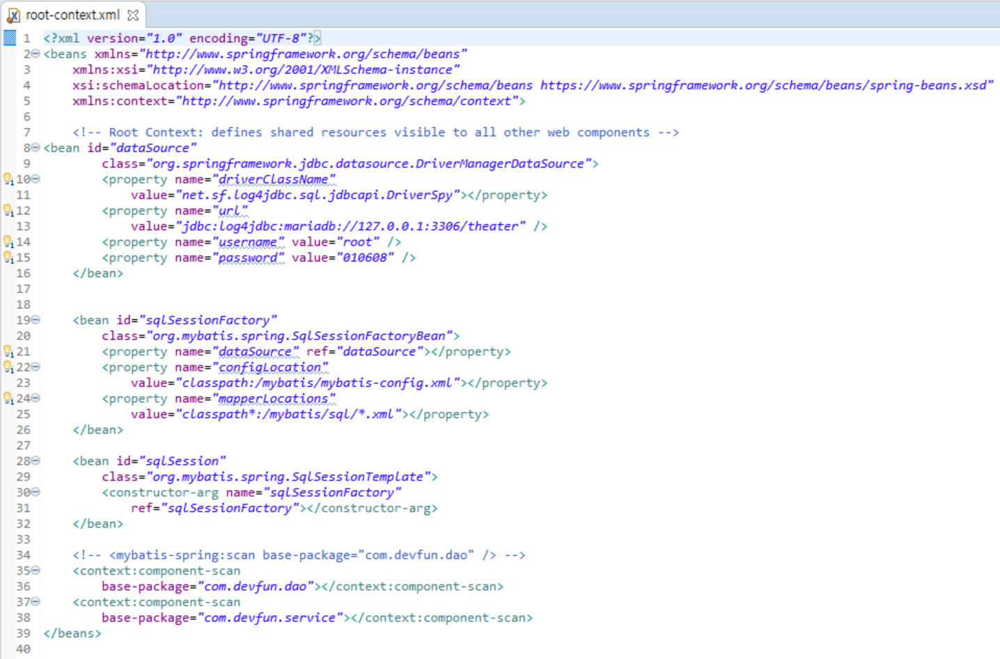 root-context.xml
1 <?xml version="1.0" encoding="UTF-8"?>
2 <beans xmlns="http://www.springframework.org/schema/beans"
3     xmlns:xsi="http://www.w3.org/2001/XMLSchema-instance"
4     xsi:schemaLocation="http://www.springframework.org/schema/beans https://www.springframework.org/schema/beans/spring-beans.xsd"
5     xmlns:context="http://www.springframework.org/schema/context">
6
7     <!-- Root Context: defines shared resources visible to all other web components -->
8 <bean id="dataSource"
9         class="org.springframework.jdbc.datasource.DriverManagerDataSource">
10         <property name="driverClassName"
11             value="net.sf.log4jdbc.sql.jdbcapi.DriverSpy"></property>
12         <property name="url"
13             value="jdbc:log4jdbc:mariadb://127.0.0.1:3306/theater" />
14         <property name="username" value="root" />
15         <property name="password" value="010608" />
16     </bean>
17
18
19     <bean id="sqlSessionFactory"
20         class="org.mybatis.spring.SqlSessionFactoryBean">
21         <property name="dataSource" ref="dataSource"></property>
22         <property name="configLocation"
23             value="classpath:/mybatis/mybatis-config.xml"></property>
24         <property name="mapperLocations"
25             value="classpath*:/mybatis/sql/*.xml"></property>
26     </bean>
27
28     <bean id="sqlSession"
29         class="org.mybatis.spring.SqlSessionTemplate">
30         <constructor-arg name="sqlSessionFactory"
31             ref="sqlSessionFactory"></constructor-arg>
32     </bean>
33
34     <!-- <mybatis-spring:scan base-package="com.devfun.dao" /> -->
35     <context:component-scan
36         base-package="com.devfun.dao"></context:component-scan>
37     <context:component-scan
38         base-package="com.devfun.service"></context:component-scan>
39 </beans>
40